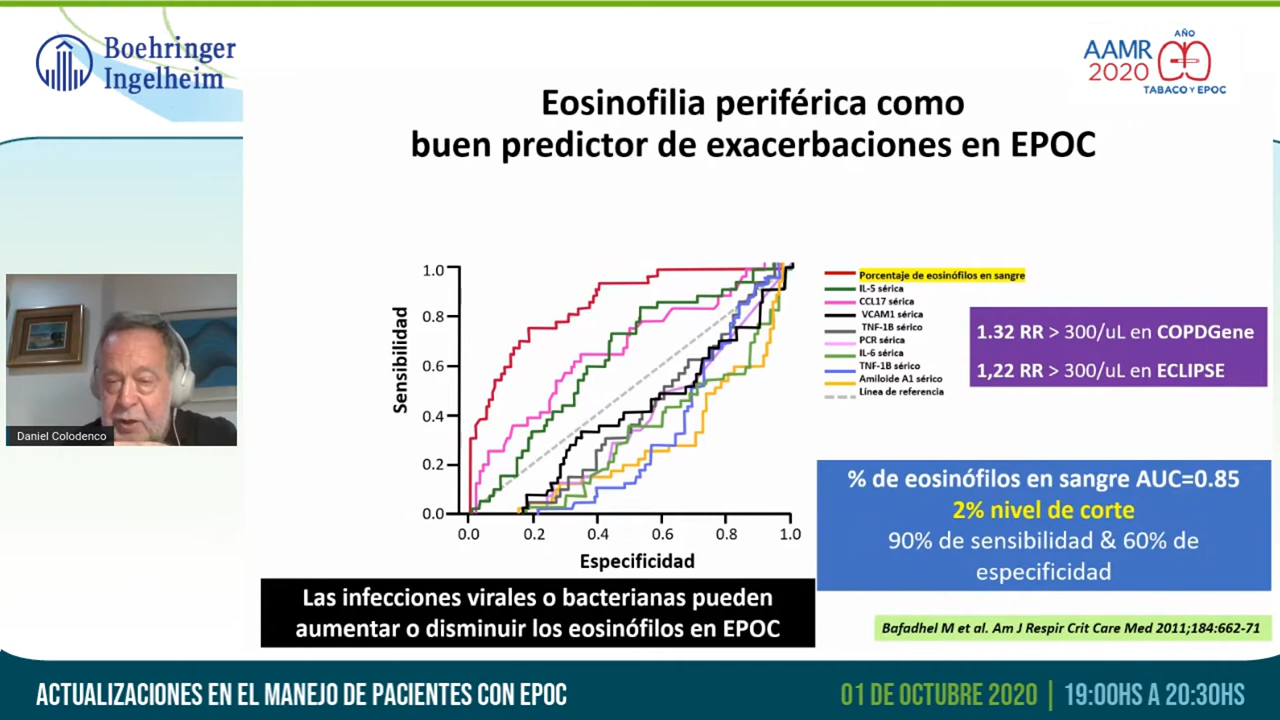 Boehringer
Ingelheim
AÑO
AAMR
2020
TABACO Y EPOC
Eosinofilia periférica como
buen predictor de exacerbaciones en EPOC
Daniel Colodenco
Sensibilidad
1.0
0.8
0.6
0.4
0.2
0.0
0.0 0.2 0.4 0.6 0.8 1.0
Especificidad
Porcentaje de eosinófilos en sangre
IL-5 sérica
CCL17 sérica
VCAM1 sérica
TNF-1B sérico
PCR sérica
IL-6 sérica
TNF-1B sérico
Amiloide A1 sérico
Línea de referencia
1.32 RR > 300/uL en COPDGene
1,22 RR > 300/uL en ECLIPSE
% de eosinófilos en sangre AUC=0.85
2% nivel de corte
90% de sensibilidad & 60% de
especificidad
Las infecciones virales o bacterianas pueden
aumentar o disminuir los eosinófilos en EPOC
Bafadhel M et al. Am J Respir Crit Care Med 2011;184:662-71
ACTUALIZACIONES EN EL MANEJO DE PACIENTES CON EPOC
01 DE OCTUBRE 2020 | 19:00HS A 20:30HS